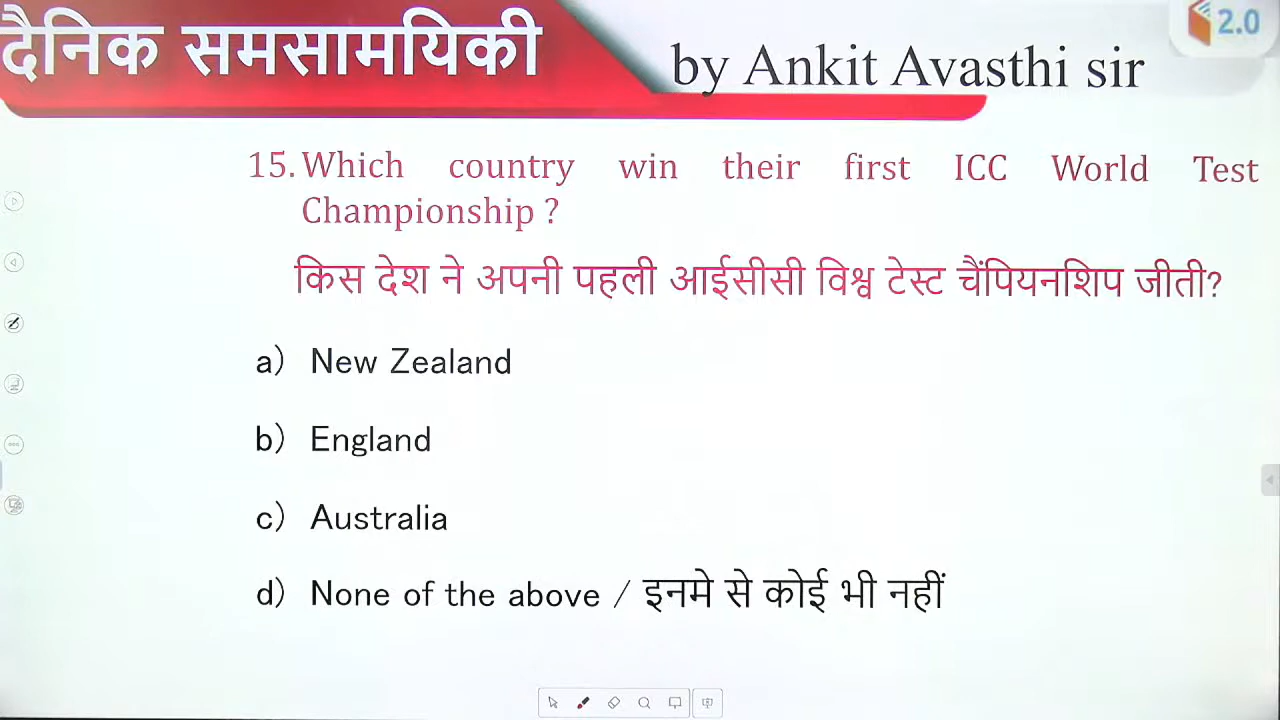 दैनिक समसामयिकी
by Ankit Avasthi sir
2.0
15. Which country win their first ICC World Test
Championship ?
किस देश ने अपनी पहली आईसीसी विश्व टेस्ट चैंपियनशिप जीती?
a) New Zealand
b) England
c) Australia
d) None of the above / इनमे से कोई भी नहीं